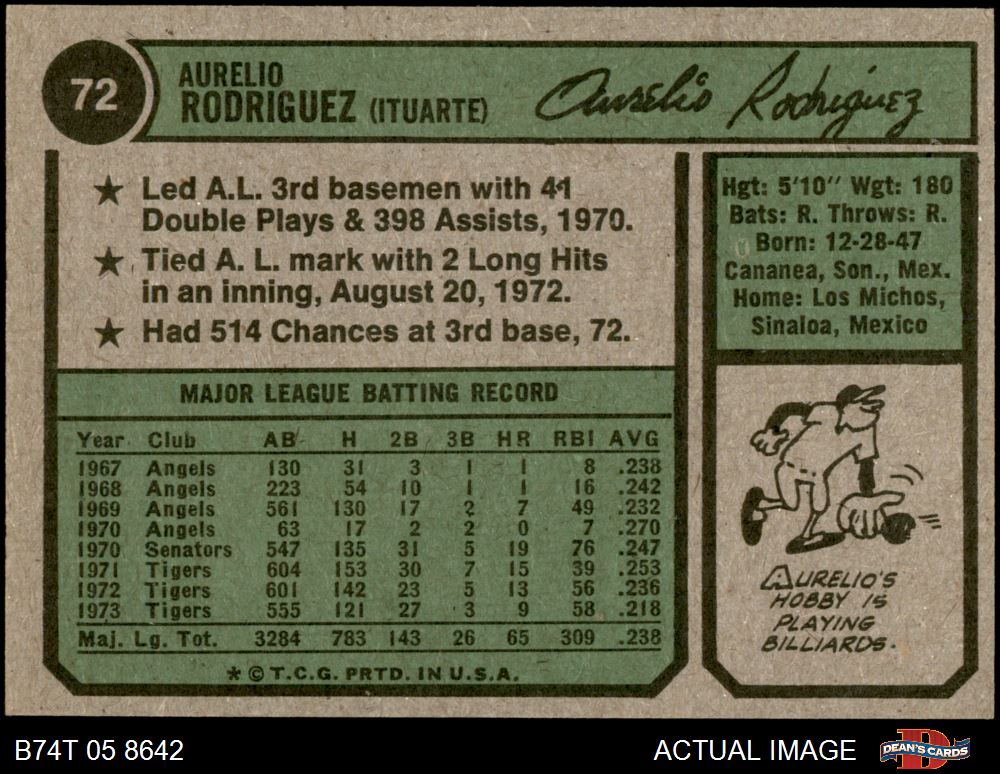 72
AURELIO
RODRIGUEZ (ITUARTE)
Aurelio Rodriguez
★ Led A.L. 3rd basemen with 41
Double Plays & 398 Assists, 1970.
★ Tied A. L. mark with 2 Long Hits
in an inning, August 20, 1972.
★ Had 514 Chances at 3rd base, 72.
Hgt: 5'10" Wgt: 180
Bats: R. Throws: R.
Born: 12-28-47
Cananea, Son., Mex.
Home: Los Michos,
Sinaloa, Mexico
MAJOR LEAGUE BATTING RECORD
Year Club AB H 2B 3B HR RBI AVG
1967 Angels 130 31 3 1 1 8 .238
1968 Angels 223 54 10 1 1 16 .242
1969 Angels 561 130 17 2 7 49 .232
1970 Angels 63 17 2 2 0 7 .270
1970 Senators 547 135 31 5 19 76 .247
1971 Tigers 604 153 30 7 15 39 .253
1972 Tigers 601 142 23 5 13 56 .236
1973 Tigers 555 121 27 3 9 58 .218
Maj. Lg. Tot. 3284 783 143 26 65 309 .238
* © T.C.G. PRTD. IN U.S.A.
AURELIO'S
HOBBY IS
PLAYING
BILLIARDS.
B74T 05 8642
ACTUAL IMAGE
DEAN'S CARDS